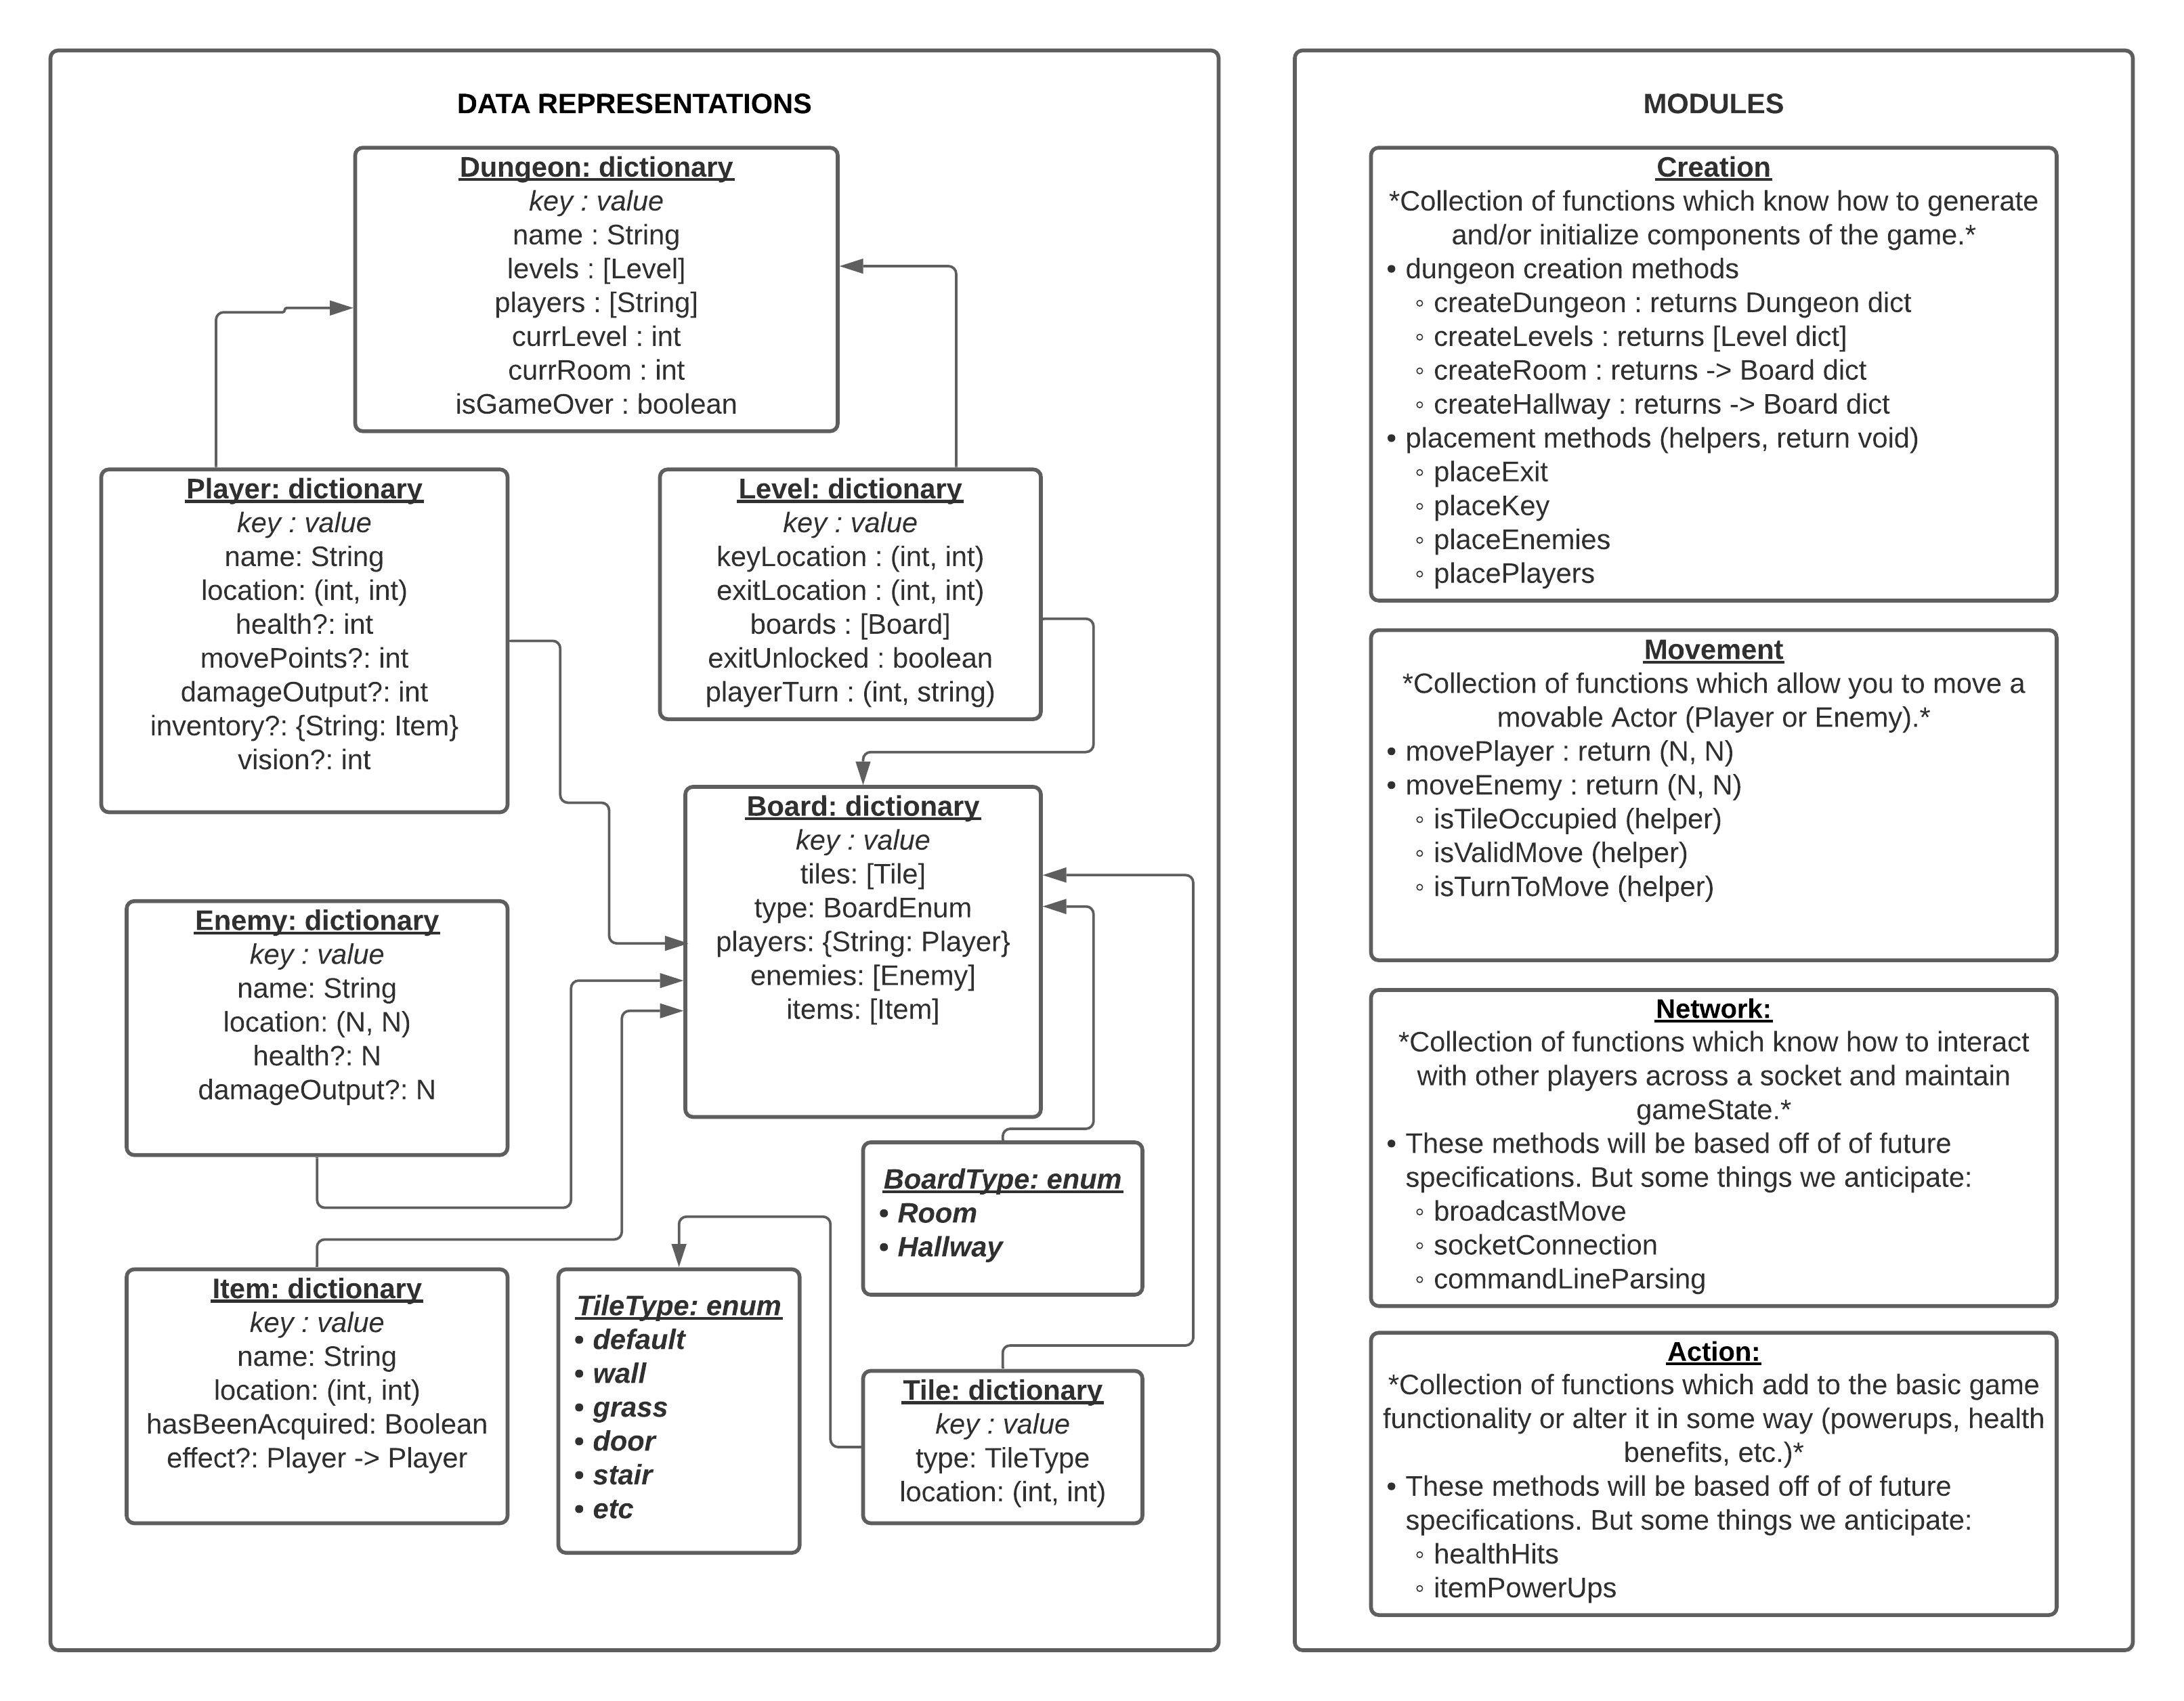 DATA REPRESENTATIONS
Dungeon: dictionary
key : value
name : String
levels : [Level]
players : [String]
currLevel : int
currRoom : int
isGameOver : boolean
Player: dictionary
key : value
name: String
location: (int, int)
health?: int
movePoints?: int
damageOutput?: int
inventory?: {String: Item}
vision?: int
Level: dictionary
key : value
keyLocation : (int, int)
exitLocation : (int, int)
boards : [Board]
exitUnlocked : boolean
playerTurn : (int, string)
Board: dictionary
key : value
tiles: [Tile]
type: BoardEnum
players: {String: Player}
enemies: [Enemy]
items: [Item]
Enemy: dictionary
key : value
name: String
location: (N, N)
health?: N
damageOutput?: N
BoardType: enum
• Room
• Hallway
Item: dictionary
key : value
name: String
location: (int, int)
hasBeenAcquired: Boolean
effect?: Player -> Player
TileType: enum
• default
• wall
• grass
• door
• stair
• etc
Tile: dictionary
key : value
type: TileType
location: (int, int)
MODULES
Creation
*Collection of functions which know how to generate
and/or initialize components of the game.*
• dungeon creation methods
◦ createDungeon : returns Dungeon dict
◦ createLevels : returns [Level dict]
◦ createRoom : returns -> Board dict
◦ createHallway : returns -> Board dict
• placement methods (helpers, return void)
◦ placeExit
◦ placeKey
◦ placeEnemies
◦ placePlayers
Movement
*Collection of functions which allow you to move a
movable Actor (Player or Enemy).*
• movePlayer : return (N, N)
• moveEnemy : return (N, N)
◦ isTileOccupied (helper)
◦ isValidMove (helper)
◦ isTurnToMove (helper)
Network:
*Collection of functions which know how to interact
with other players across a socket and maintain
gameState.*
• These methods will be based off of of future
specifications. But some things we anticipate:
◦ broadcastMove
◦ socketConnection
◦ commandLineParsing
Action:
*Collection of functions which add to the basic game
functionality or alter it in some way (powerups, health
benefits, etc.)*
• These methods will be based off of of future
specifications. But some things we anticipate:
◦ healthHits
◦ itemPowerUps